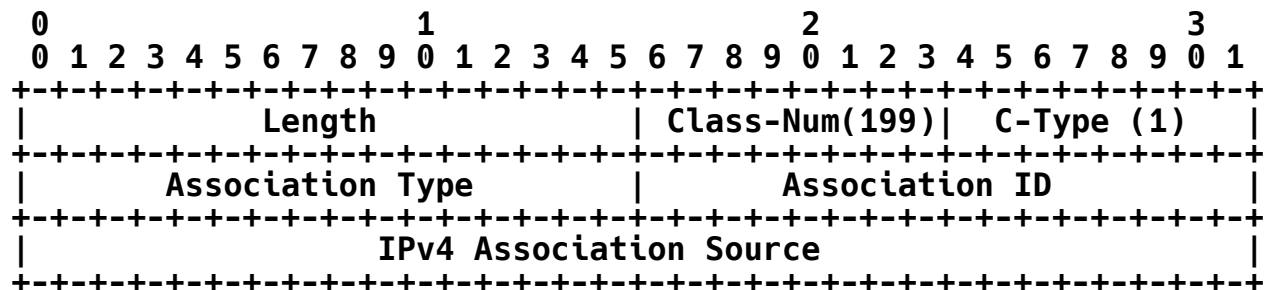 0                   1                   2                   3
 0 1 2 3 4 5 6 7 8 9 0 1 2 3 4 5 6 7 8 9 0 1 2 3 4 5 6 7 8 9 0 1
+-+-+-+-+-+-+-+-+-+-+-+-+-+-+-+-+-+-+-+-+-+-+-+-+-+-+-+-+-+-+-+-+
|            Length             | Class-Num(199)|  C-Type (1)   |
+-+-+-+-+-+-+-+-+-+-+-+-+-+-+-+-+-+-+-+-+-+-+-+-+-+-+-+-+-+-+-+-+
|       Association Type        |       Association ID          |
+-+-+-+-+-+-+-+-+-+-+-+-+-+-+-+-+-+-+-+-+-+-+-+-+-+-+-+-+-+-+-+-+
|                  IPv4 Association Source                      |
+-+-+-+-+-+-+-+-+-+-+-+-+-+-+-+-+-+-+-+-+-+-+-+-+-+-+-+-+-+-+-+-+